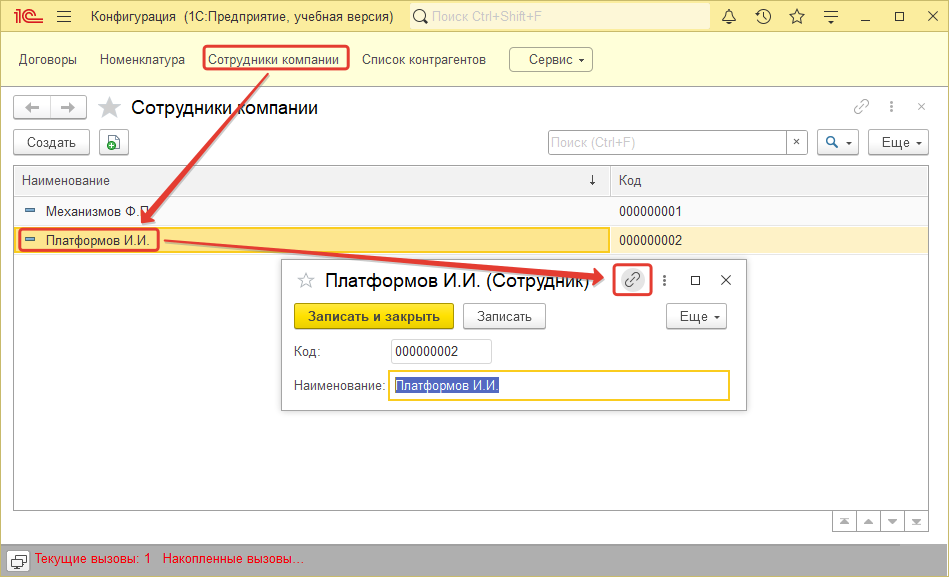 1С Конфигурация (1С:Предприятие, учебная версия) Поиск Ctrl+Shift+F
Договоры Номенклатура Сотрудники компании Список контрагентов Сервис
Сотрудники компании
Создать Поиск (Ctrl+F) × Еще
Наименование ↓ Код
Механизмов Ф. 000000001
Платформов И.И. 000000002
Платформов И.И. (Сотрудник)
Записать и закрыть Записать Еще
Код: 000000002
Наименование: Платформов И.И.
Текущие вызовы: 1 Накопленные вызовы...